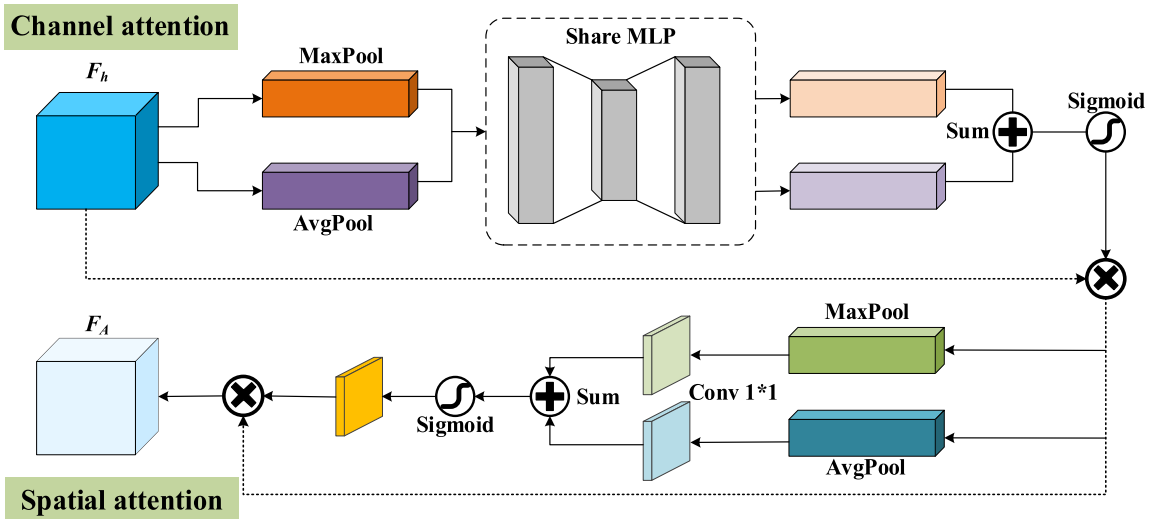 Channel attention
Share MLP
F_h
MaxPool
Sigmoid
Sum
AvgPool
MaxPool
F_A
Conv 1*1
Sum
Sigmoid
AvgPool
Spatial attention